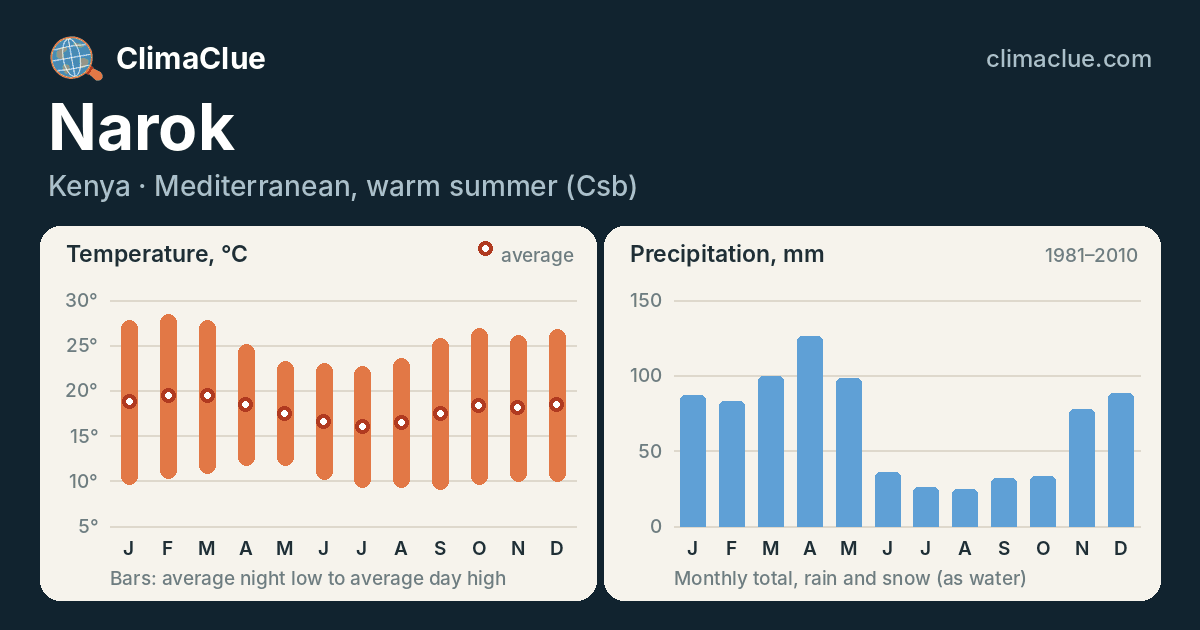 ClimaClue
climaclue.com
Narok
Kenya · Mediterranean, warm summer (Csb)
Temperature, °C
average
30°
25°
20°
15°
10°
5°
J F M A M J J A S O N D
Bars: average night low to average day high
Precipitation, mm
1981–2010
150
100
50
0
J F M A M J J A S O N D
Monthly total, rain and snow (as water)